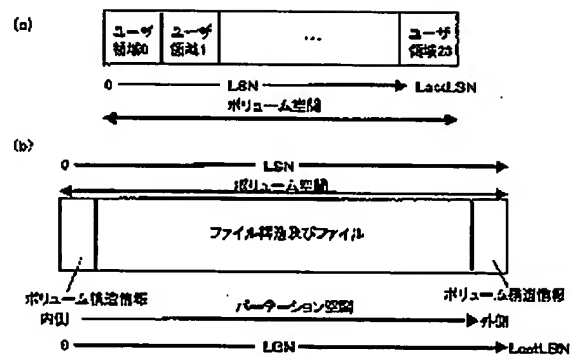 (a)
ユーザ
領域0
ユーザ
領域1
...
ユーザ
領域23
0 LSN LastLSN
ボリューム空間
(b)
0 LSN
ボリューム空間
ファイル構造及びファイル
ボリューム構造情報
ボリューム構造情報
内側 パーテーション空間 外側
0 LBN LastLBN